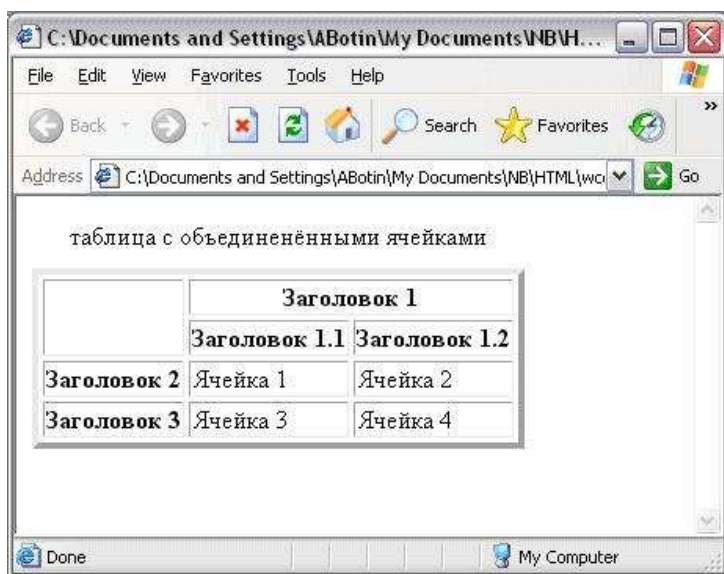 C:\Documents and Settings\ABotin\My Documents\NB\H...
File Edit View Favorites Tools Help
Back Search Favorites »
Address C:\Documents and Settings\ABotin\My Documents\NB\HTML\wc Go
таблица с объединенёнными ячейками
Заголовок 1
Заголовок 1.1 Заголовок 1.2
Заголовок 2 Ячейка 1 Ячейка 2
Заголовок 3 Ячейка 3 Ячейка 4
Done My Computer